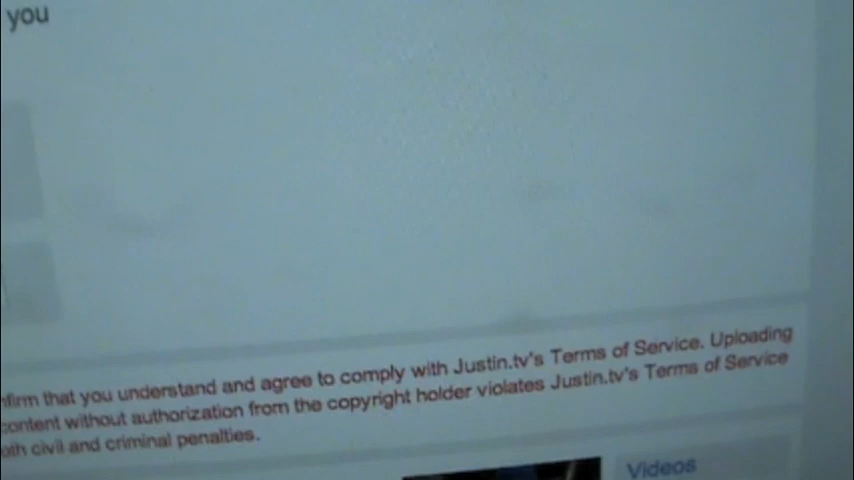 you
that you understand and agree to comply with Justin.tv's Terms of Service. Uploading
content without authorization from the copyright holder violates Justin.tv's Terms of Service
civil and criminal penalties.
Videos